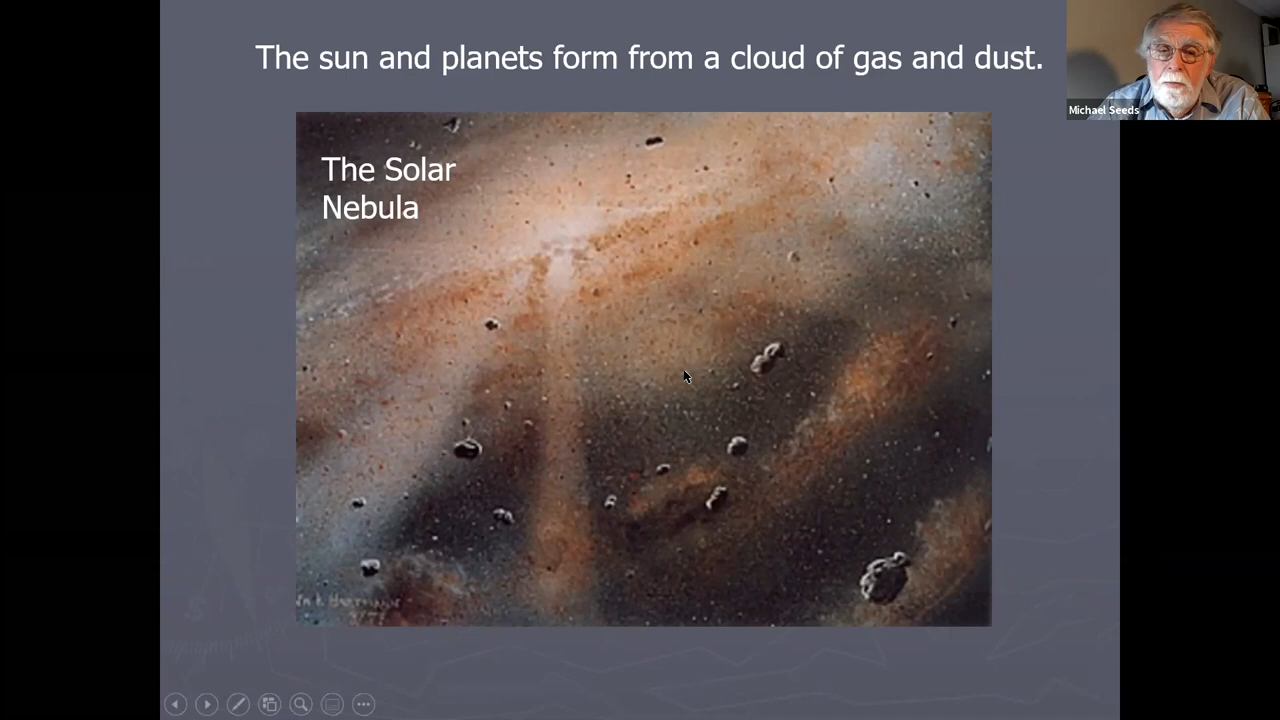 The sun and planets form from a cloud of gas and dust.
Michael Seeds
The Solar
Nebula